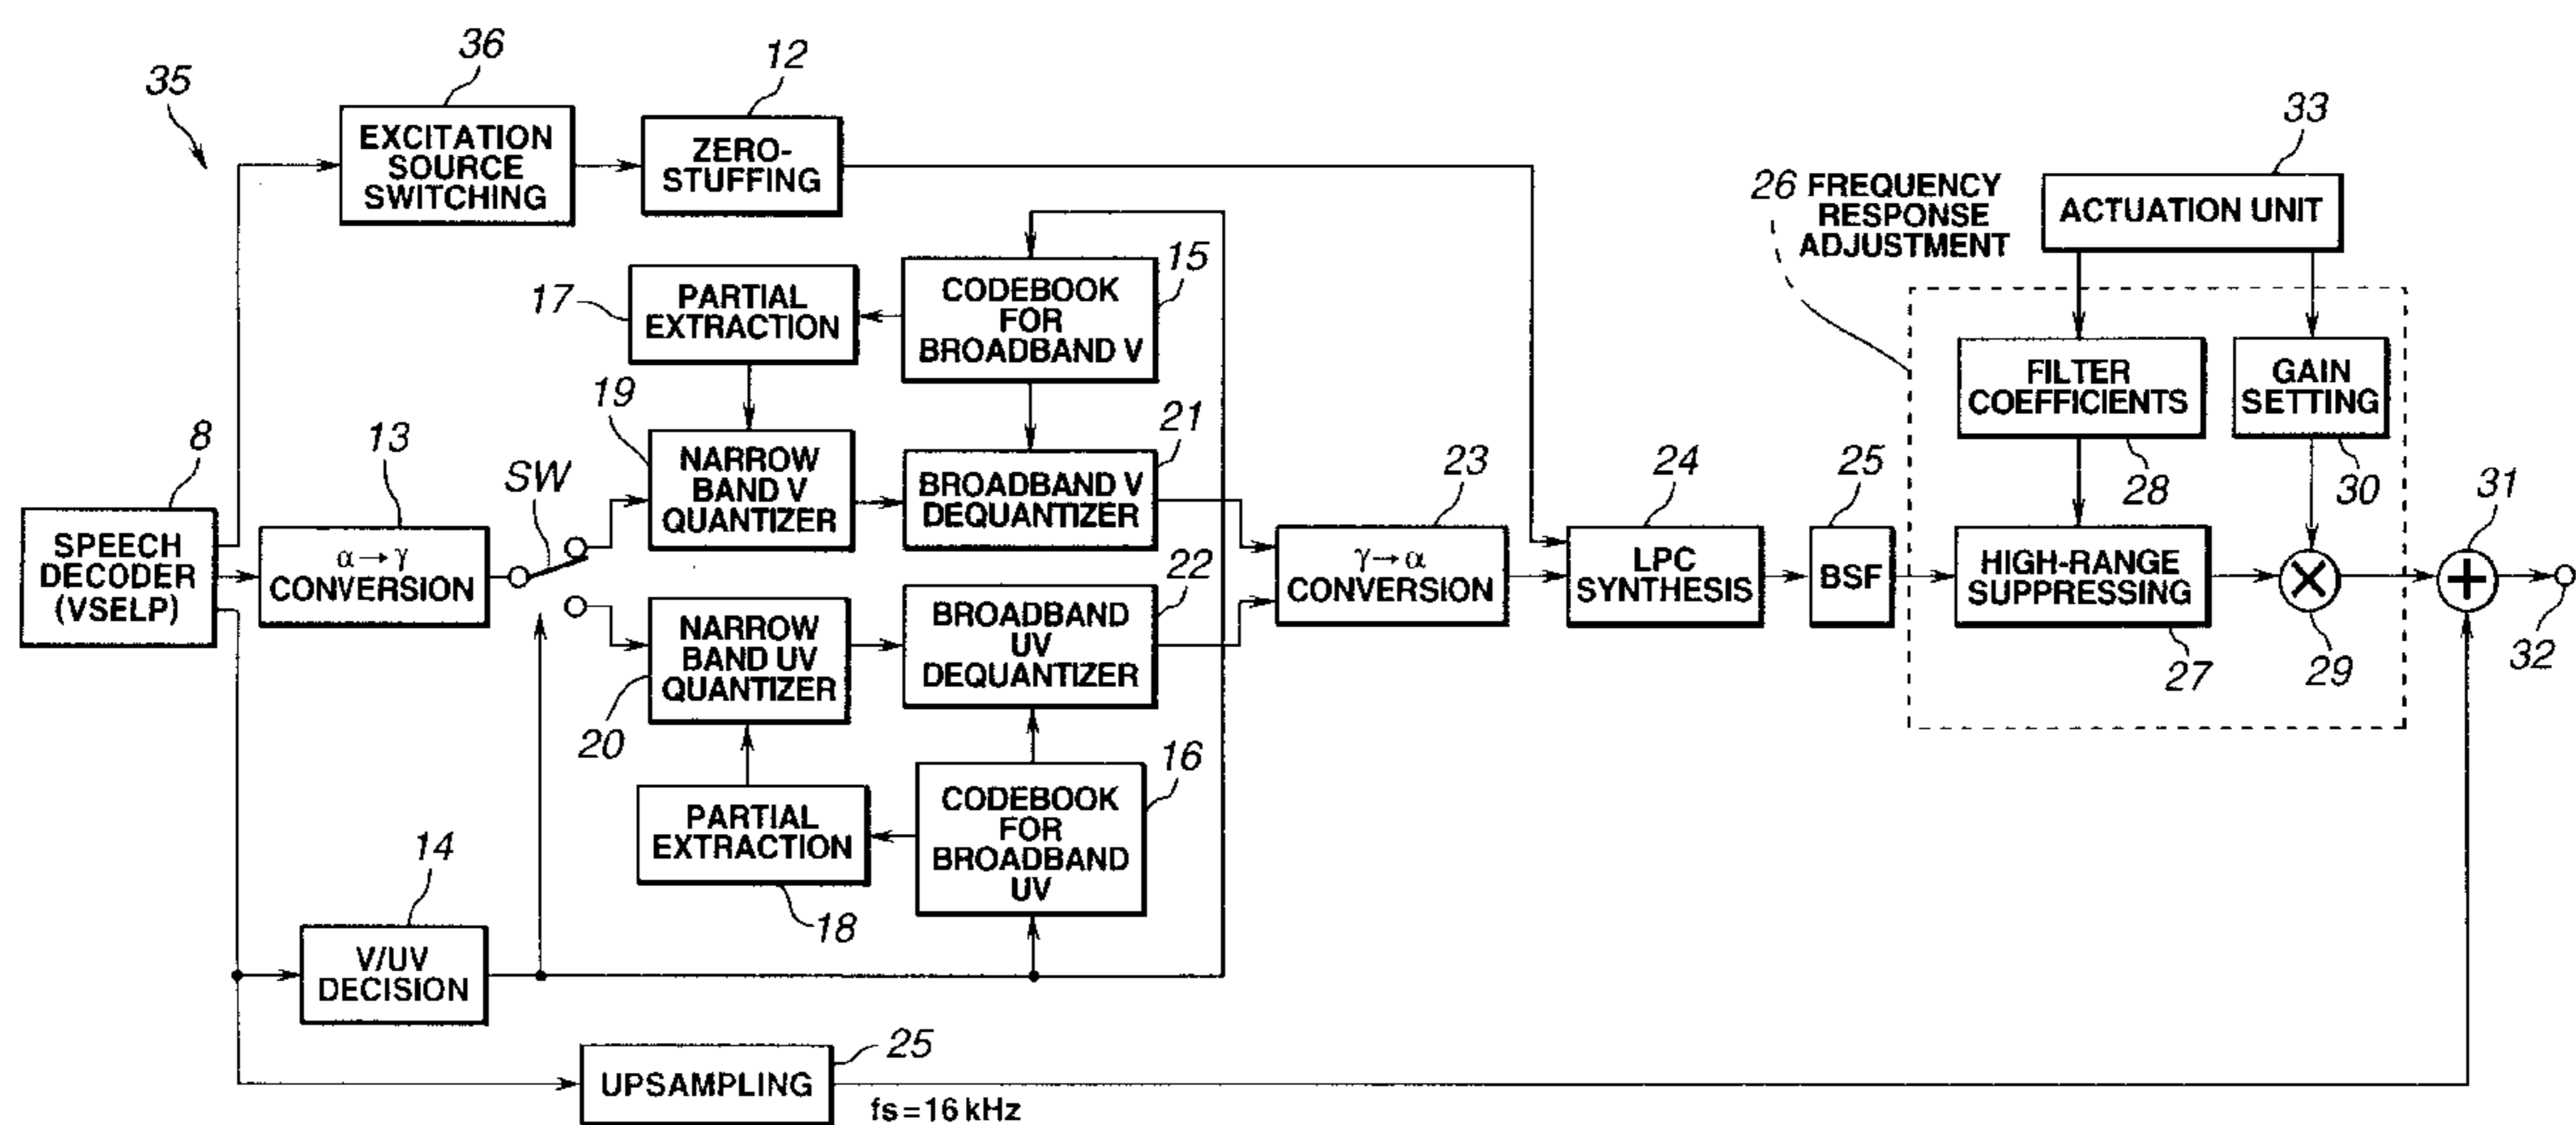 35
36
EXCITATION
SOURCE
SWITCHING
12
ZERO-
STUFFING
33
ACTUATION UNIT
26 FREQUENCY
RESPONSE
ADJUSTMENT
17
PARTIAL
EXTRACTION
15
CODEBOOK
FOR
BROADBAND V
FILTER
COEFFICIENTS
28
GAIN
SETTING
30
8
SPEECH
DECODER
(VSELP)
13
α→γ
CONVERSION
SW
19
NARROW
BAND V
QUANTIZER
21
BROADBAND V
DEQUANTIZER
20
NARROW
BAND UV
QUANTIZER
22
BROADBAND
UV
DEQUANTIZER
23
γ→α
CONVERSION
24
LPC
SYNTHESIS
25
BSF
HIGH-RANGE
SUPPRESSING
27
29
31
32
PARTIAL
EXTRACTION
18
16
CODEBOOK
FOR
BROADBAND
UV
14
V/UV
DECISION
25
UPSAMPLING
fs=16 kHz